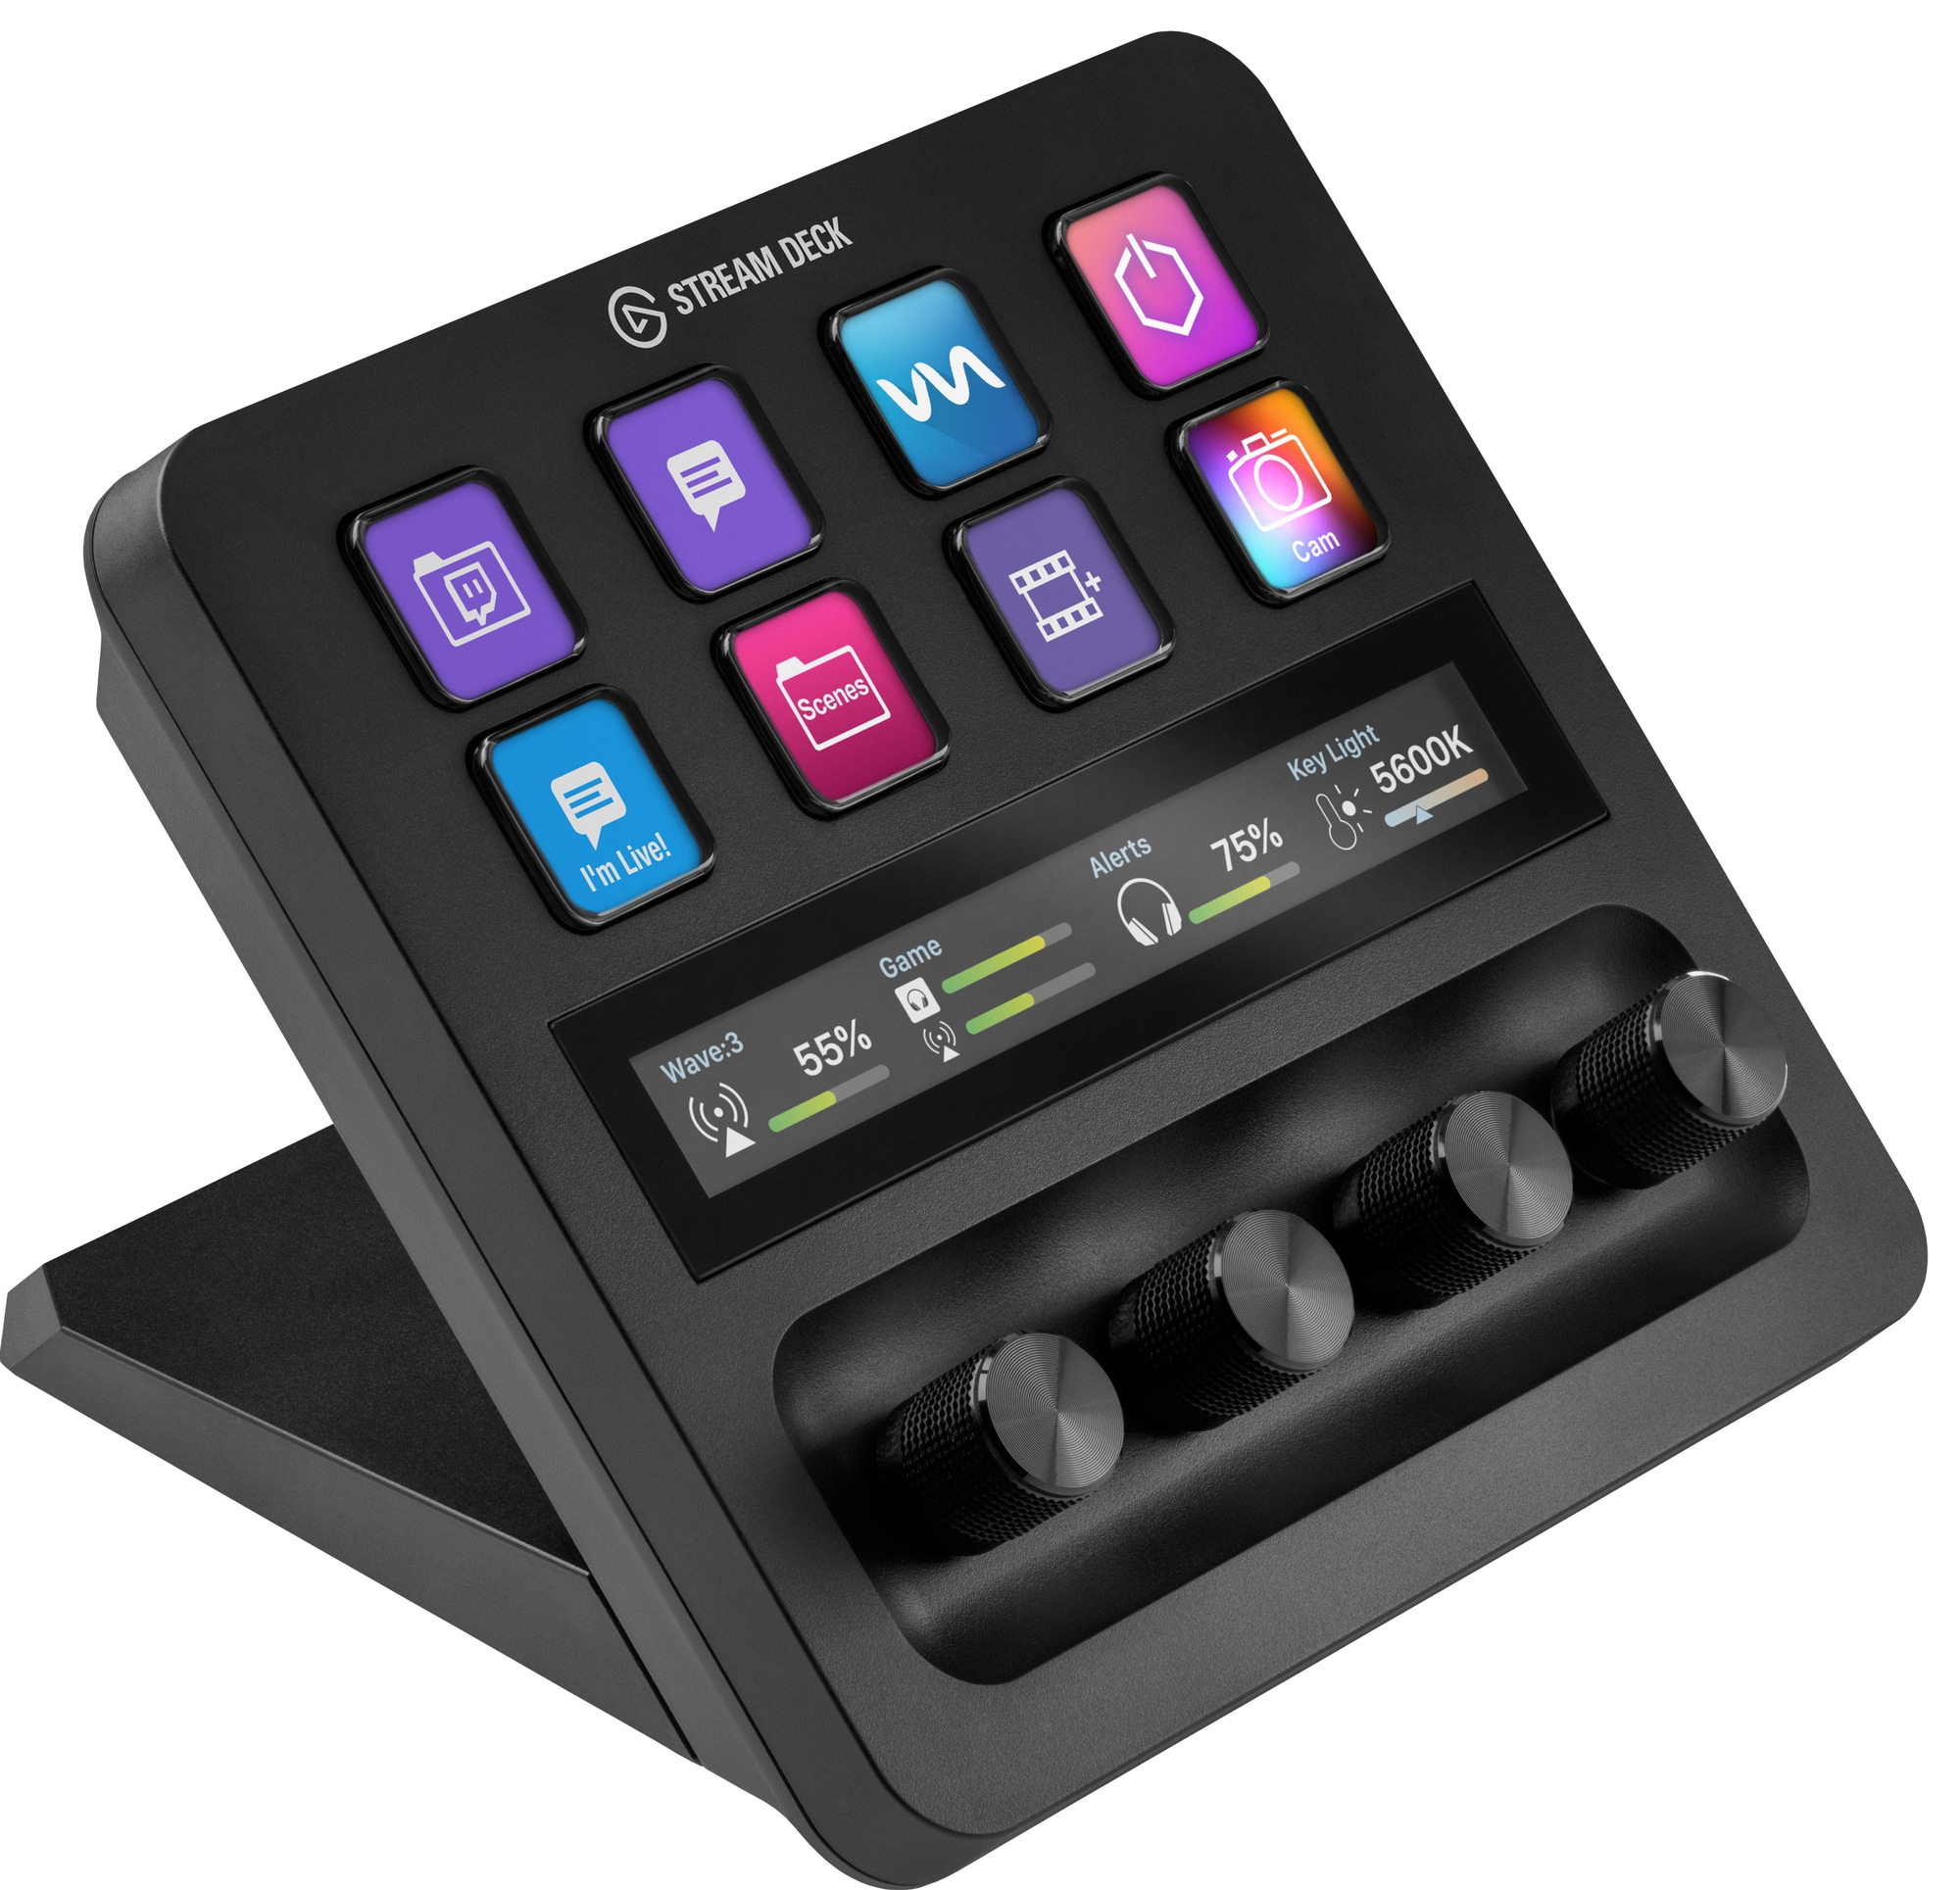 STREAM DECK
Cam
Scenes
I'm Live!
Wave:3
55%
Game
Alerts
75%
Key Light
5600K